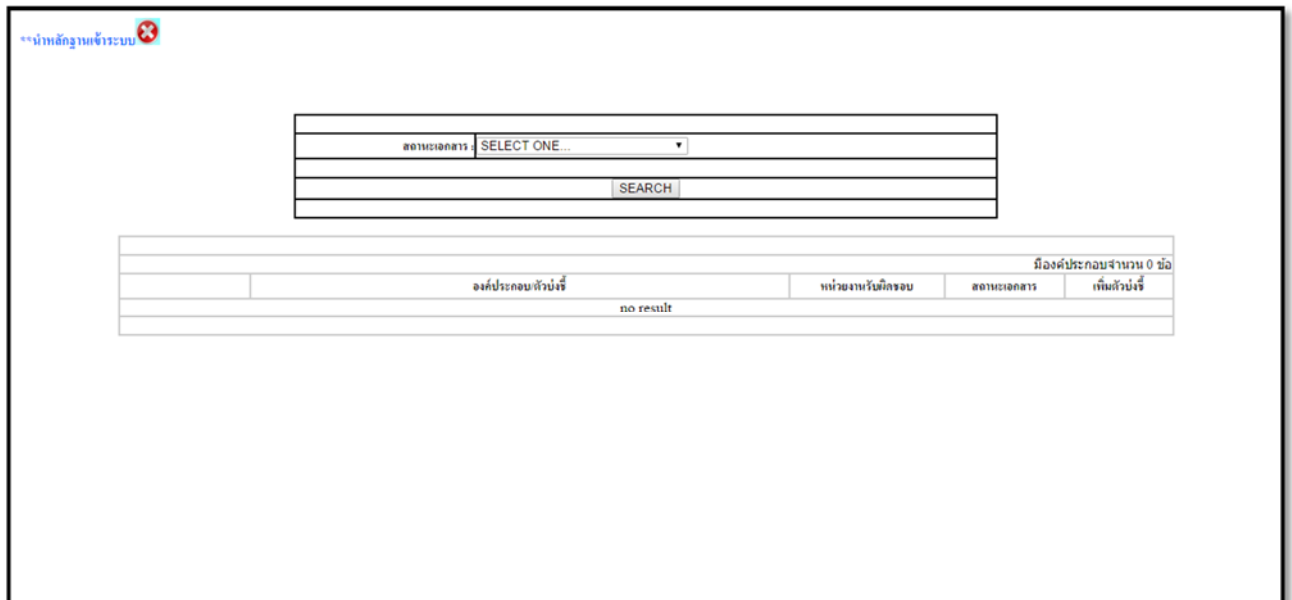 **นำหลักฐานเข้าระบบ
สถานะเอกสาร : SELECT ONE...
SEARCH
มีองค์ประกอบจำนวน 0 ข้อ
องค์ประกอบ/ตัวบ่งชี้ หน่วยงานรับผิดชอบ สถานะเอกสาร เพิ่มตัวบ่งชี้
no result